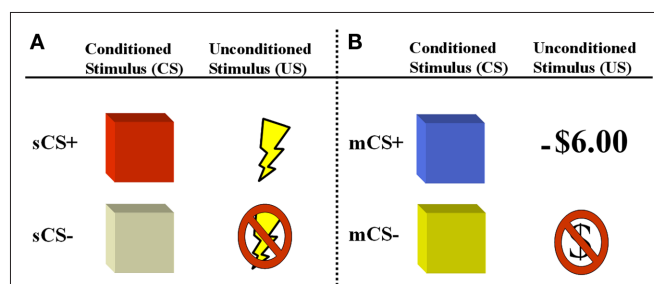 A
Conditioned
Stimulus (CS)
Unconditioned
Stimulus (US)
sCS+
sCS-
B
Conditioned
Stimulus (CS)
Unconditioned
Stimulus (US)
mCS+
-$6.00
mCS-
$